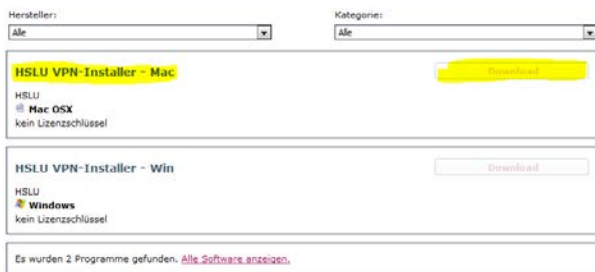 Hersteller:
Kategorie:
Alle
Alle
HSLU VPN-Installer - Mac
Download
HSLU
Mac OSX
kein Lizenzschlüssel
HSLU VPN-Installer - Win
Download
HSLU
Windows
kein Lizenzschlüssel
Es wurden 2 Programme gefunden. Alle Software anzeigen.